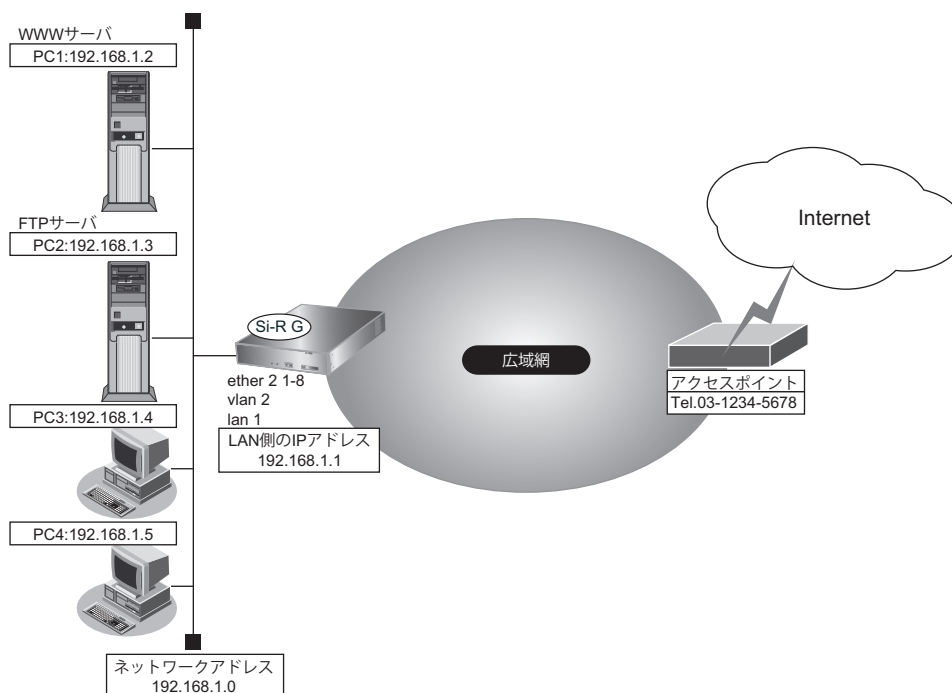 WWWサーバ
PC1:192.168.1.2
FTPサーバ
PC2:192.168.1.3
PC3:192.168.1.4
PC4:192.168.1.5
ネットワークアドレス
192.168.1.0
Si-R G
ether 2 1-8
vlan 2
lan 1
LAN側のIPアドレス
192.168.1.1
広域網
Internet
アクセスポイント
Tel.03-1234-5678